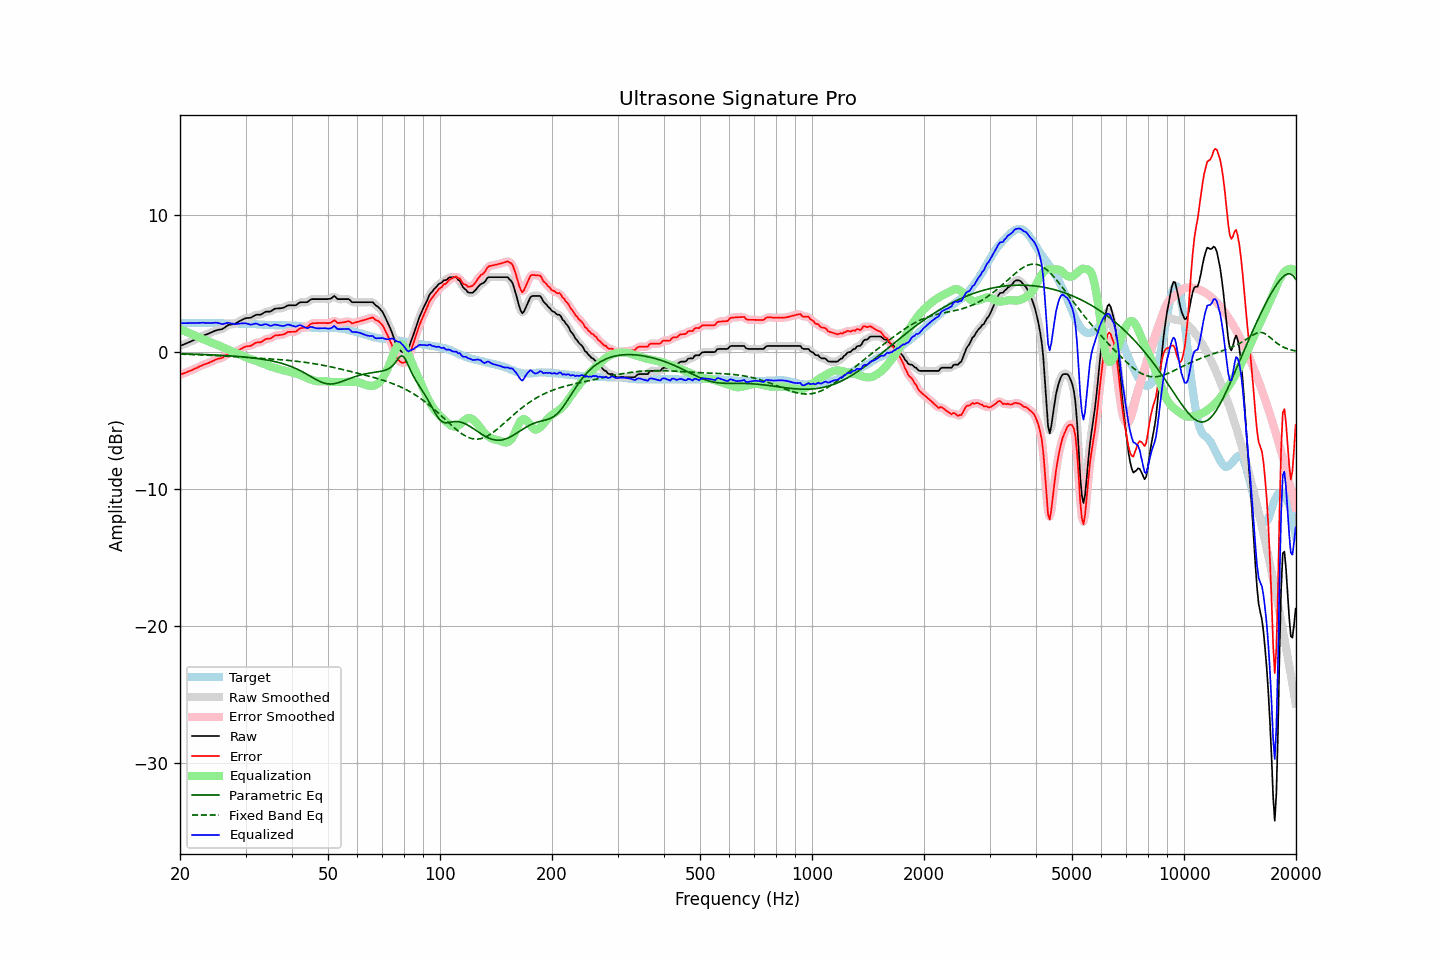 Ultrasone Signature Pro
Amplitude (dBr)
10
0
−10
−20
−30
Target
Raw Smoothed
Error Smoothed
Raw
Error
Equalization
Parametric Eq
Fixed Band Eq
Equalized
20 50 100 200 500 1000 2000 5000 10000 20000
Frequency (Hz)